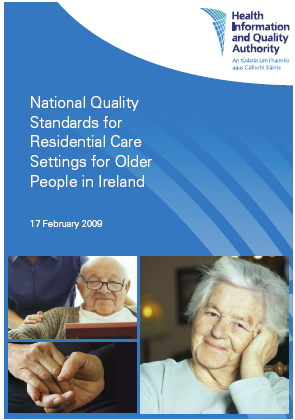 Health
Information
and Quality
Authority
An tÚdarás Um Fhaisnéis
agus Cáilíocht Sláinte
National Quality
Standards for
Residential Care
Settings for Older
People in Ireland
17 February 2009